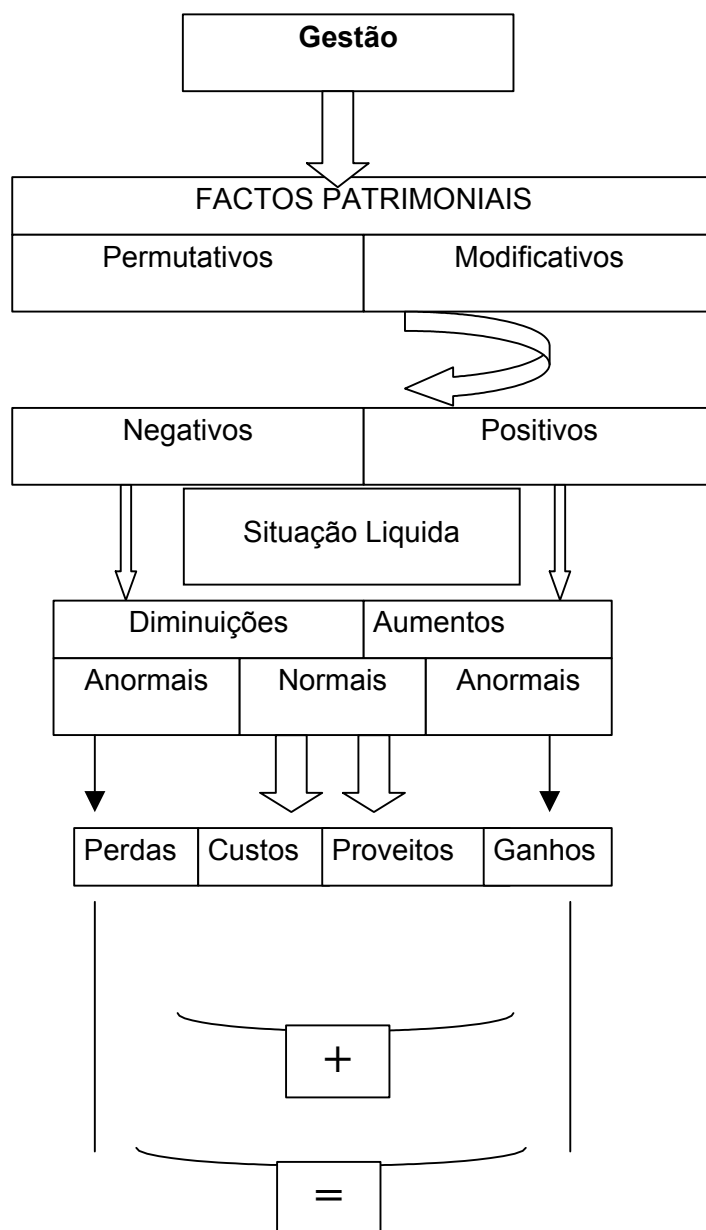 Gestão
FACTOS PATRIMONIAIS
Permutativos Modificativos
Negativos Positivos
Situação Liquida
Diminuições Aumentos
Anormais Normais Anormais
Perdas Custos Proveitos Ganhos
+
=